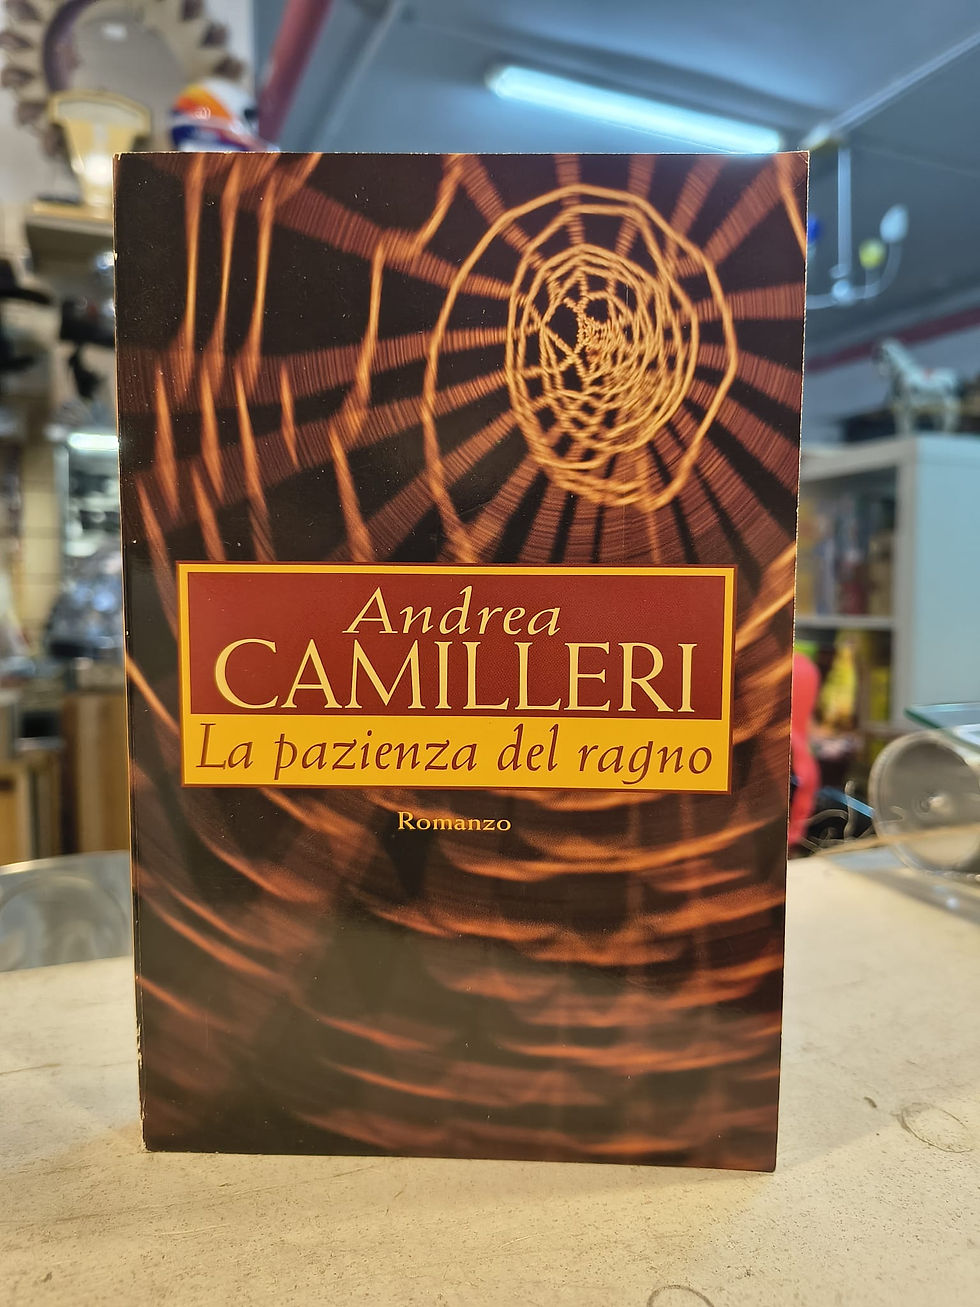 Andrea
CAMILLERI
La pazienza del ragno
Romanzo